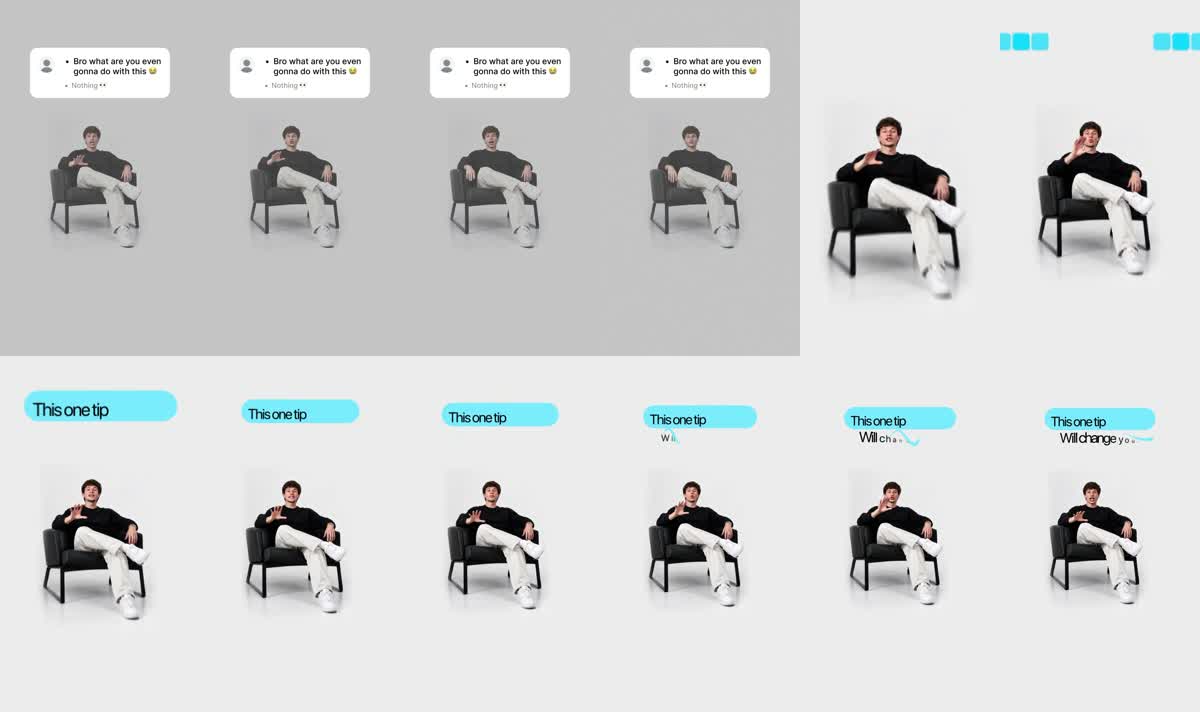 • Bro what are you even
gonna do with this 😂
• Nothing 👀
• Bro what are you even
gonna do with this 😂
• Nothing 👀
• Bro what are you even
gonna do with this 😂
• Nothing 👀
• Bro what are you even
gonna do with this 😂
• Nothing 👀
This one tip
This one tip
This one tip
This one tip
Wi
This one tip
Will chan
This one tip
Will change you